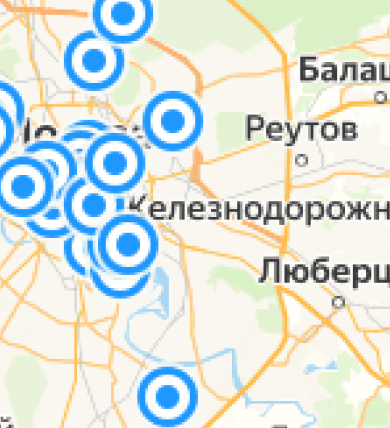 Балаш
Реутов
Железнодорожн
Люберц